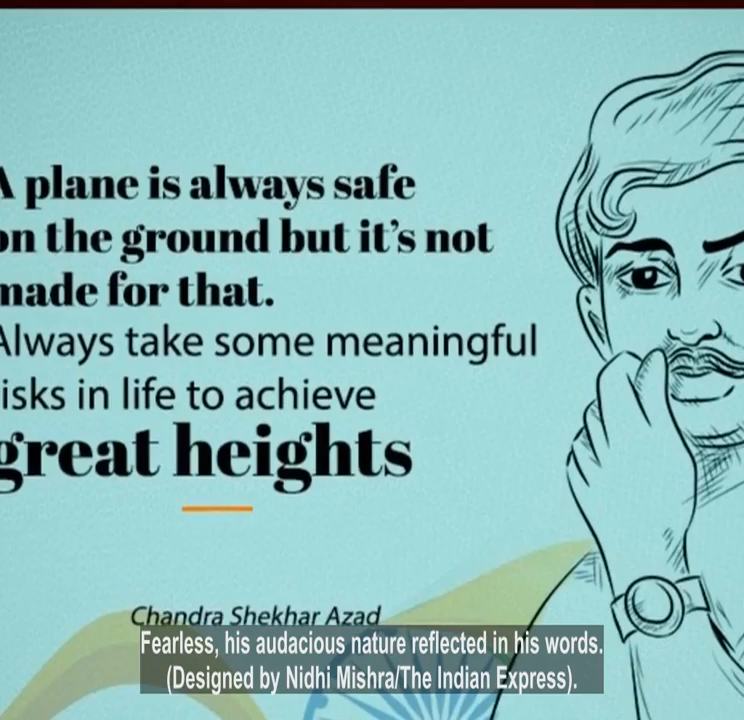 A plane is always safe
on the ground but it's not
made for that.
Always take some meaningful
isks in life to achieve
great heights
Chandra Shekhar Azad
Fearless, his audacious nature reflected in his words.
(Designed by Nidhi Mishra/The Indian Express).